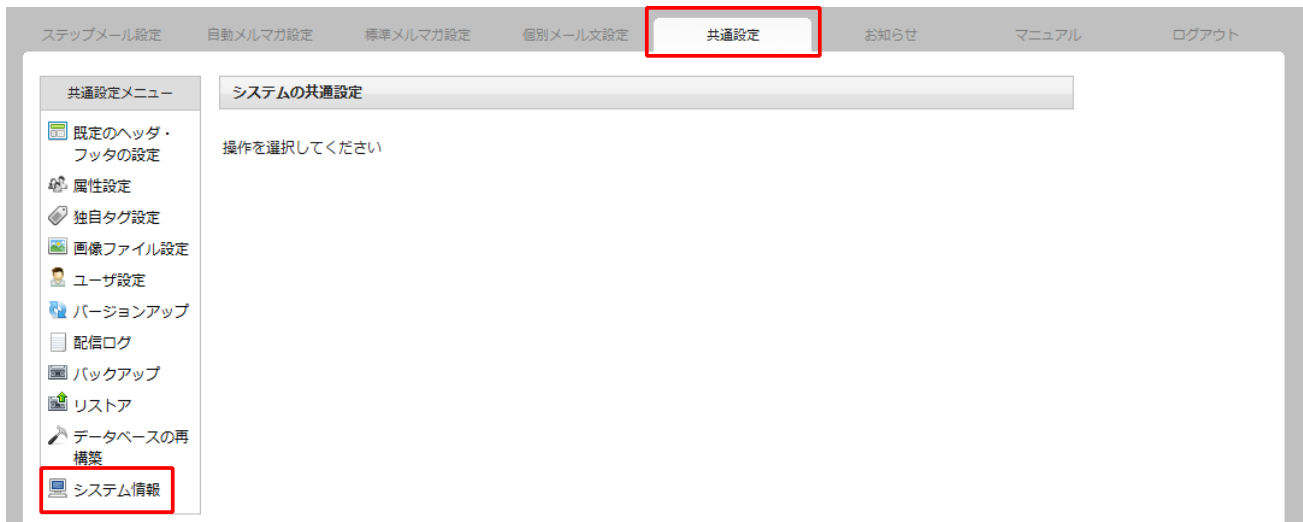 ステップメール設定 自動メルマガ設定 標準メルマガ設定 個別メール文設定 共通設定 お知らせ マニュアル ログアウト
共通設定メニュー
システムの共通設定
操作を選択してください
既定のヘッダ・
フッタの設定
属性設定
独自タグ設定
画像ファイル設定
ユーザ設定
バージョンアップ
配信ログ
バックアップ
リストア
データベースの再
構築
システム情報